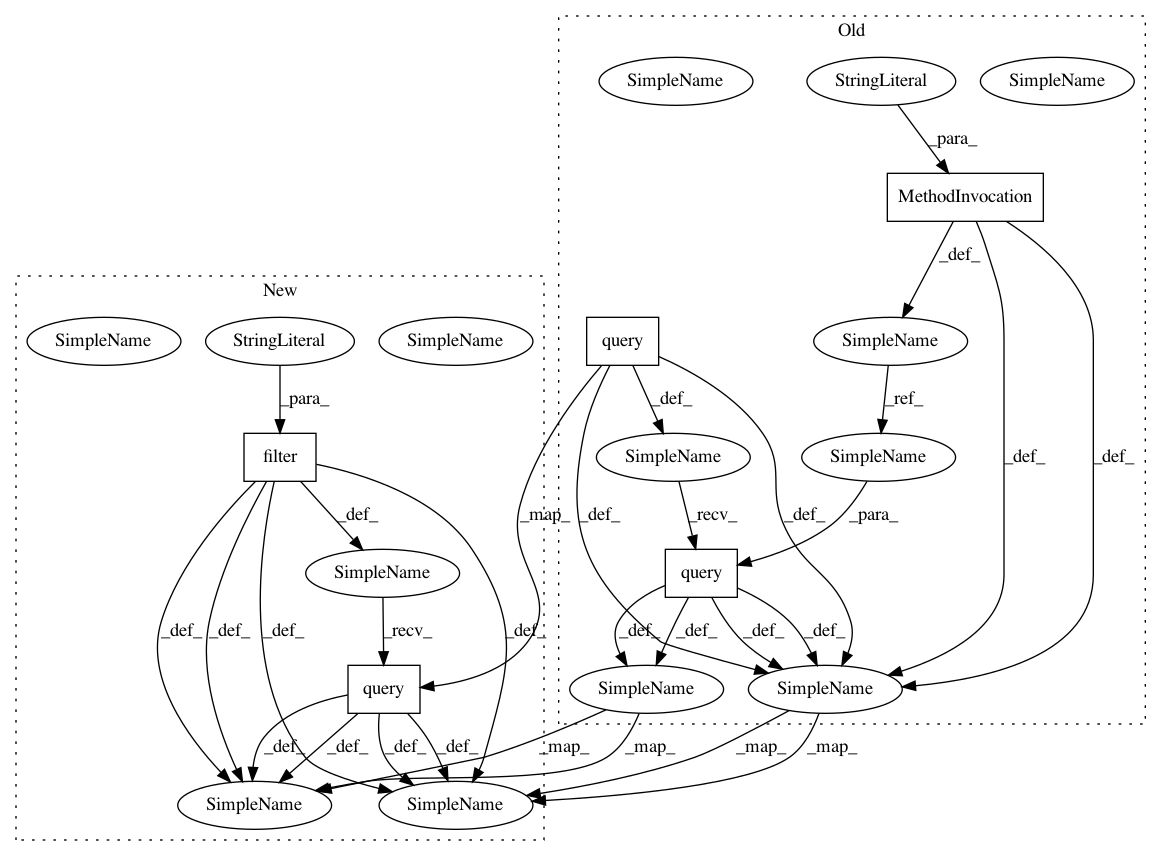 Old
SimpleName
StringLiteral
SimpleName
_para_
MethodInvocation
_def_
New
SimpleName
StringLiteral
SimpleName
query
SimpleName
_para_
_def_
_ref_
filter
SimpleName
SimpleName
_def_
_map_
_def_
_recv_
_def_
_para_
_def_
_def_
SimpleName
query
_def_
_def_
_def_
_recv_
_def_
_def_
_def_
_def_
_def_
query
SimpleName
SimpleName
_def_
_def_
_def_
_def_
_map_
_map_
_map_
_map_
SimpleName
SimpleName